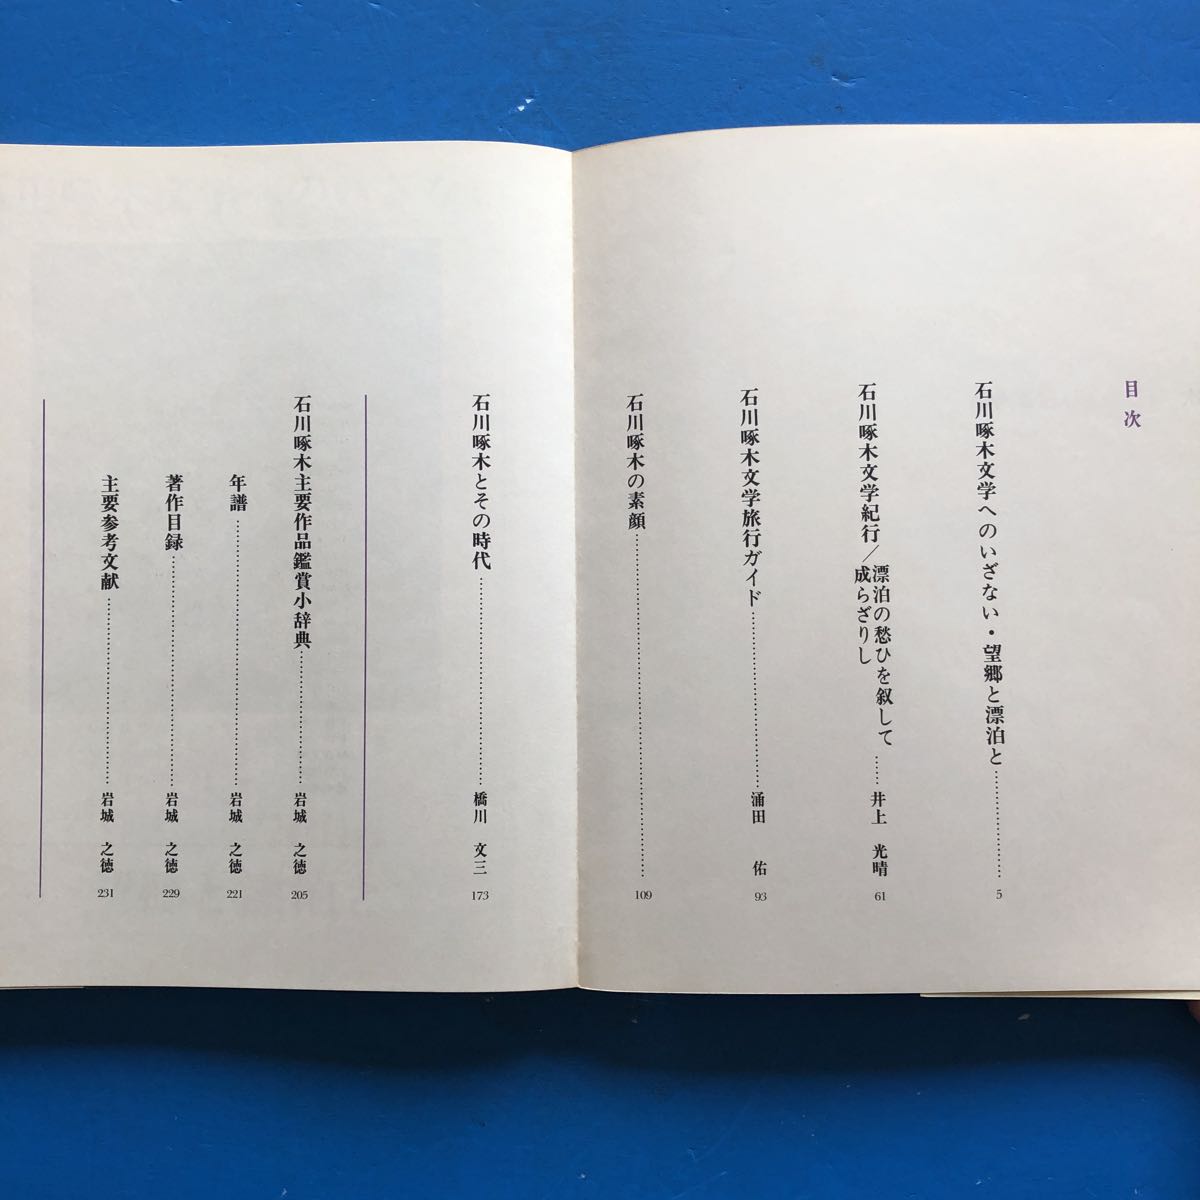 目次
石川啄木文学へのいざない・望郷と漂泊と……………5
石川啄木文学紀行／漂泊の愁ひを叙して成らざりし……井上 光晴 61
石川啄木文学旅行ガイド……………涌田 佑 93
石川啄木の素顔……………109
石川啄木とその時代……………橋川 文三 173
石川啄木主要作品鑑賞小辞典……………岩城 之徳 205
年譜……………岩城 之徳 221
著作目録……………岩城 之徳 229
主要参考文献……………岩城 之徳 231